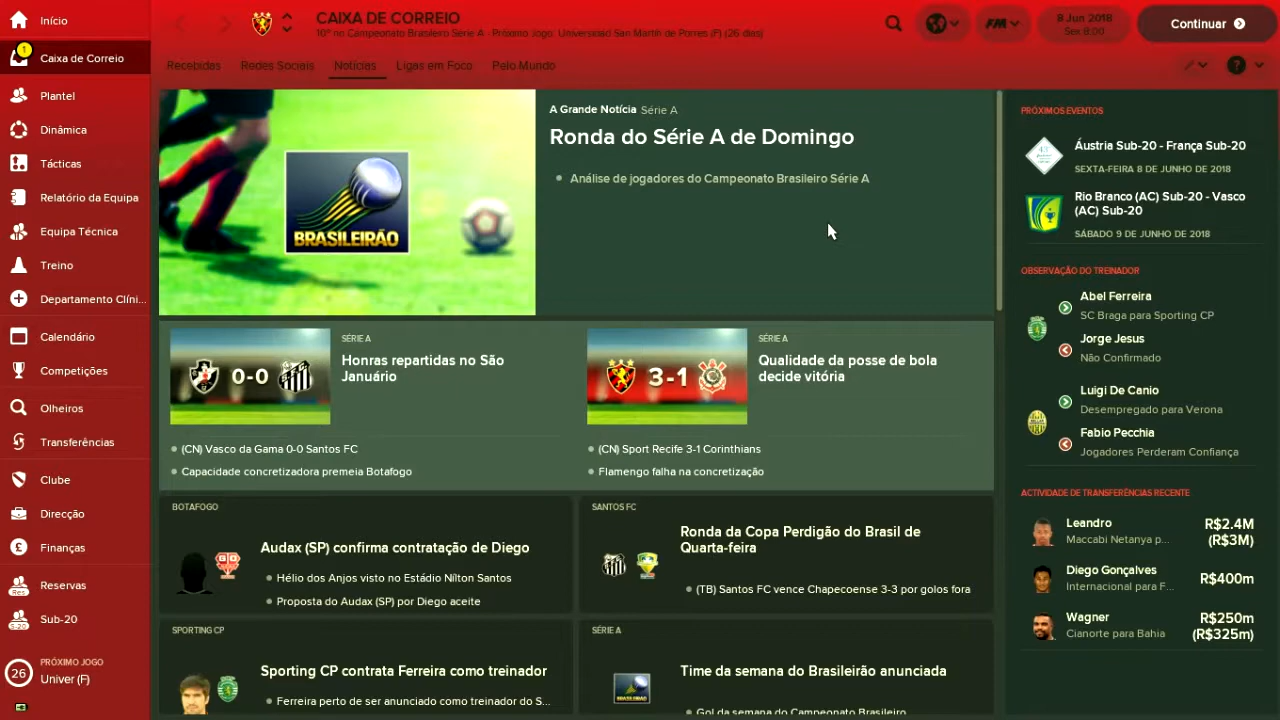 Início
CAIXA DE CORREIO
10º no Campeonato Brasileiro Série A · Próximo Jogo: Universidad San Martín de Porres (F) (26 dias)
FM
8 Jun 2018
Sex 8:00
Continuar
1
Caixa de Correio
Recebidas
Redes Sociais
Notícias
Ligas em Foco
Pelo Mundo
?
Plantel
Dinâmica
Tácticas
Relatório da Equipa
Equipa Técnica
Treino
Departamento Clíni...
Calendário
Competições
Olheiros
Transferências
Clube
Direcção
Finanças
Res
Reservas
S-20
Sub-20
26
PRÓXIMO JOGO
Univer (F)
BRASILEIRÃO
A Grande Notícia Série A
Ronda do Série A de Domingo
Análise de jogadores do Campeonato Brasileiro Série A
0-0
SÉRIE A
Honras repartidas no São
Januário
(CN) Vasco da Gama 0-0 Santos FC
Capacidade concretizadora premeia Botafogo
3-1
SÉRIE A
Qualidade da posse de bola
decide vitória
(CN) Sport Recife 3-1 Corinthians
Flamengo falha na concretização
BOTAFOGO
Audax (SP) confirma contratação de Diego
Hélio dos Anjos visto no Estádio Nílton Santos
Proposta do Audax (SP) por Diego aceite
SANTOS FC
Ronda da Copa Perdigão do Brasil de
Quarta-feira
(TB) Santos FC vence Chapecoense 3-3 por golos fora
SPORTING CP
Sporting CP contrata Ferreira como treinador
Ferreira perto de ser anunciado como treinador do S...
SÉRIE A
Time da semana do Brasileirão anunciada
Gol da semana do Campeonato Brasileiro
PRÓXIMOS EVENTOS
Áustria Sub-20 - França Sub-20
SEXTA-FEIRA 8 DE JUNHO DE 2018
Rio Branco (AC) Sub-20 - Vasco
(AC) Sub-20
SÁBADO 9 DE JUNHO DE 2018
OBSERVAÇÃO DO TREINADOR
Abel Ferreira
SC Braga para Sporting CP
Jorge Jesus
Não Confirmado
Luigi De Canio
Desempregado para Verona
Fabio Pecchia
Jogadores Perderam Confiança
ACTIVIDADE DE TRANSFERÊNCIAS RECENTE
Leandro
Maccabi Netanya p...
R$2.4M
(R$3M)
Diego Gonçalves
Internacional para F...
R$400m
Wagner
Cianorte para Bahia
R$250m
(R$325m)